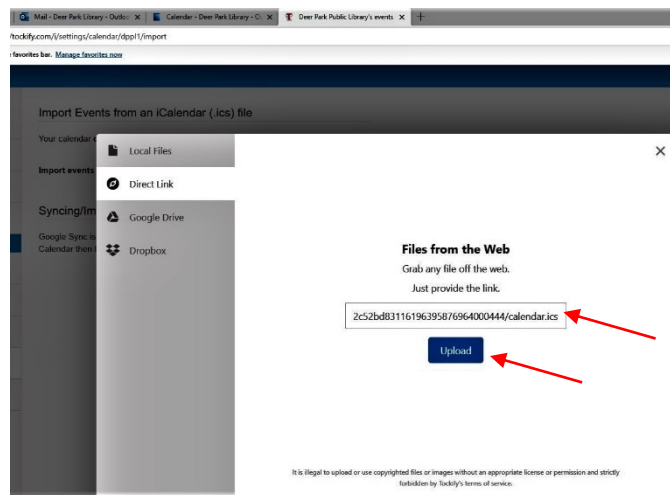 Mail - Deer Park Library - Outloo
Calendar - Deer Park Library - O
Deer Park Public Library's events
/tockify.com/i/settings/calendar/dppl1/import
favorites bar. Manage favorites now
Import Events from an iCalendar (.ics) file
Your calendar
Import events
Syncing/Im
Google Sync is
Calendar then
Local Files
Direct Link
Google Drive
Dropbox
Files from the Web
Grab any file off the web.
Just provide the link.
2c52bd83116196395876964000444/calendar.ics
Upload
It is illegal to upload or use copyrighted files or images without an appropriate license or permission and strictly
forbidden by Tockify's terms of service.